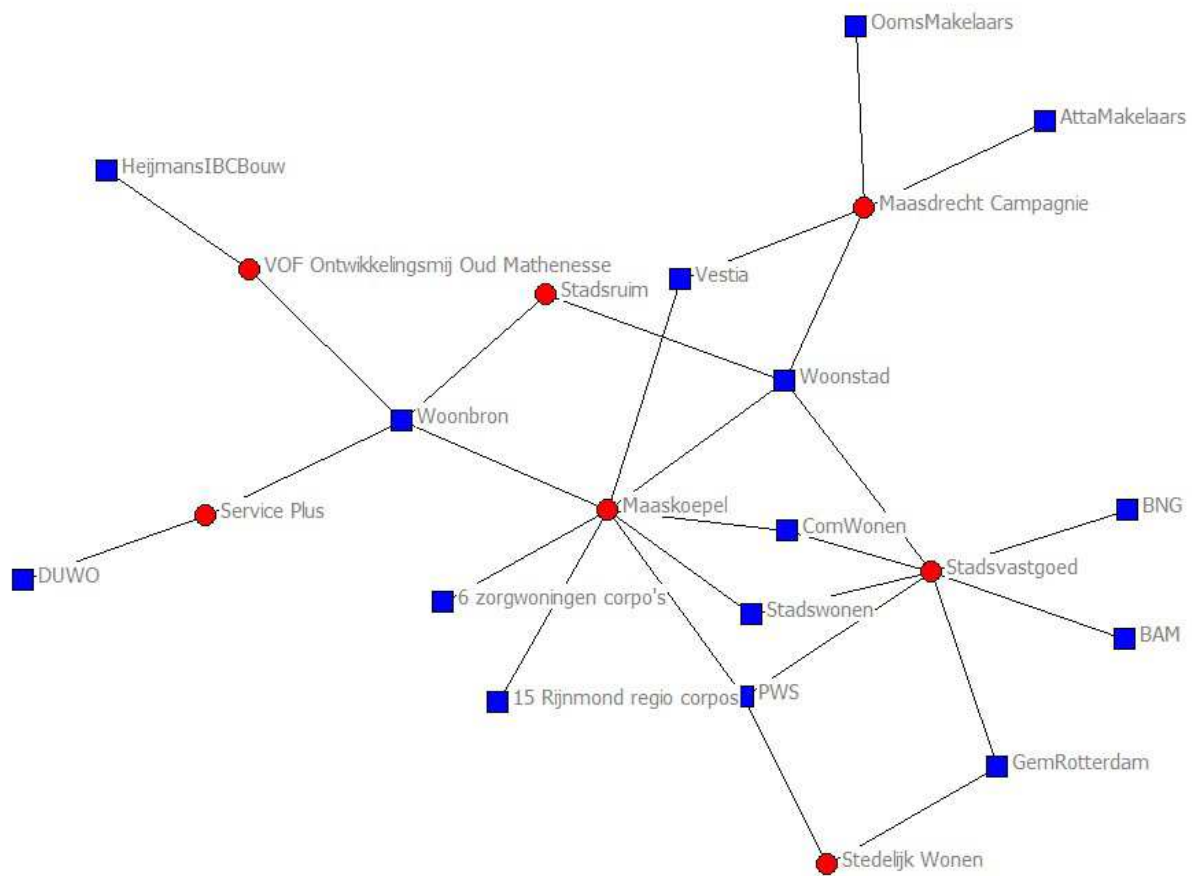 OomsMakelaars
AttaMakelaars
HeijmansIBCBouw
Maasdrecht Campagnie
VOF Ontwikkelingsmij Oud Mathenesse
Vestia
Stadsruim
Woonstad
Woonbron
Maaskoepel
BNG
Service Plus
ComWonen
Stadsvastgoed
DUWO
6 zorgwoningen corpo's
Stadswonen
BAM
15 Rijnmond regio corpos
PWS
GemRotterdam
Stedelijk Wonen